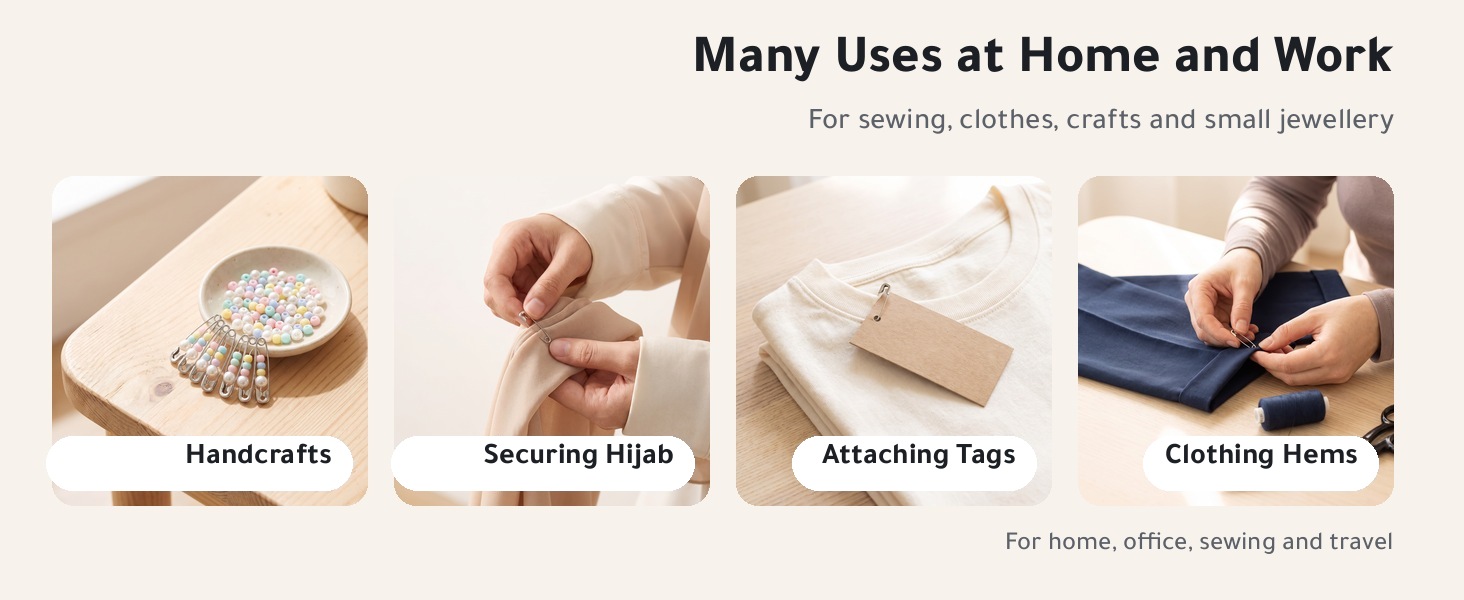 Many Uses at Home and Work
For sewing, clothes, crafts and small jewellery
Handcrafts
Securing Hijab
Attaching Tags
Clothing Hems
For home, office, sewing and travel